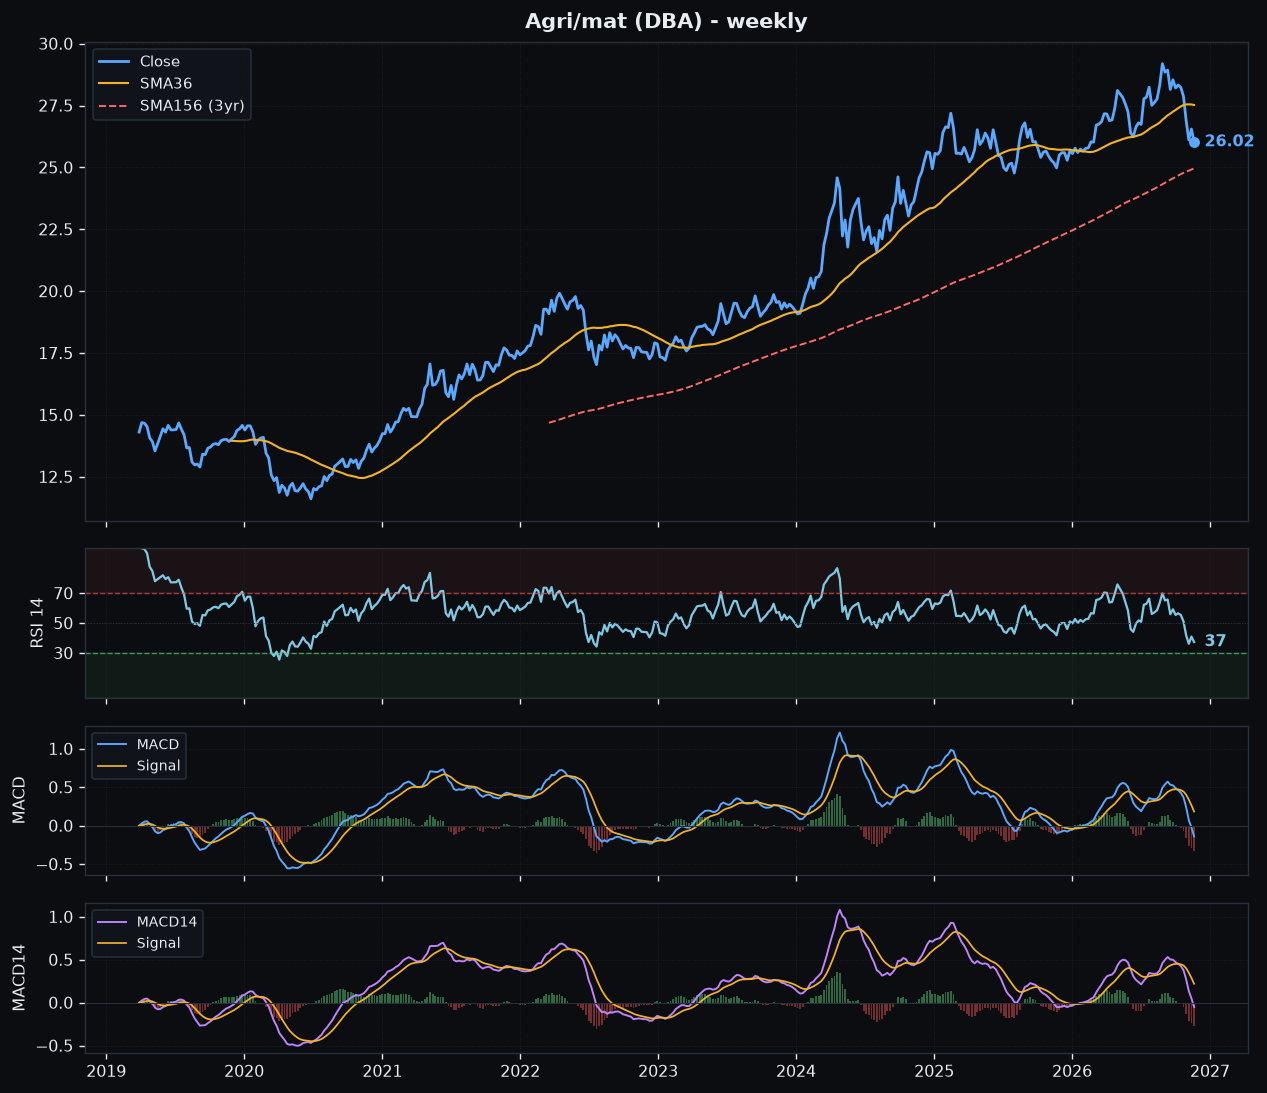 Agri/mat (DBA) - weekly
30.0
27.5
25.0
22.5
20.0
17.5
15.0
12.5
Close
SMA36
SMA156 (3yr)
26.02
RSI 14
70
50
30
37
MACD
1.0
0.5
0.0
−0.5
MACD
Signal
MACD14
1.0
0.5
0.0
−0.5
MACD14
Signal
2019 2020 2021 2022 2023 2024 2025 2026 2027